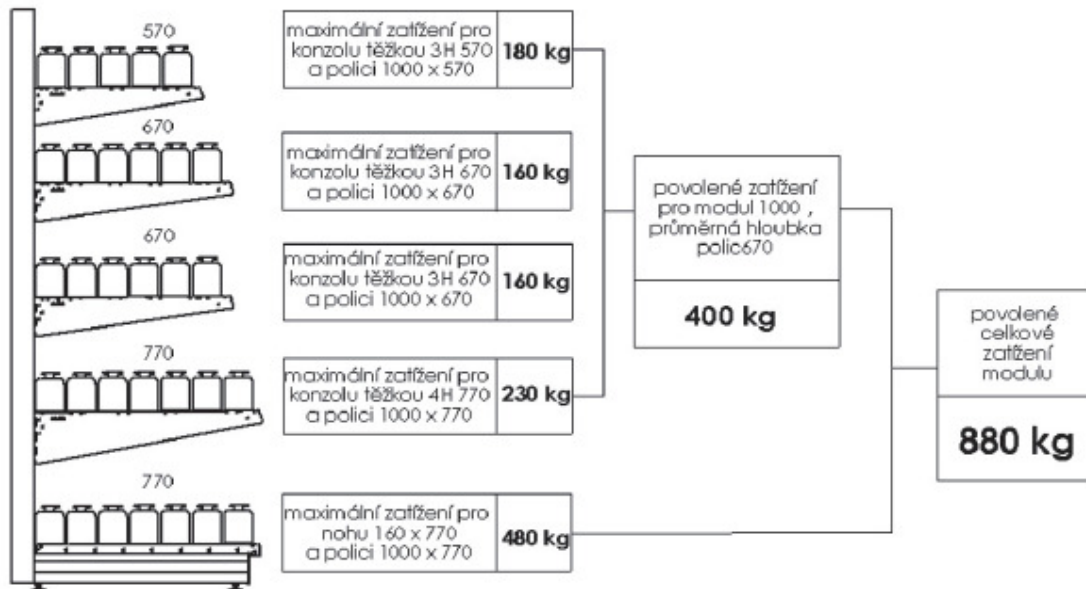 570
maximální zatížení pro
konzolu těžkou 3H 570
a polici 1000 x 570
180 kg
670
maximální zatížení pro
konzolu těžkou 3H 670
a polici 1000 x 670
160 kg
670
maximální zatížení pro
konzolu těžkou 3H 670
a polici 1000 x 670
160 kg
770
maximální zatížení pro
konzolu těžkou 4H 770
a polici 1000 x 770
230 kg
770
maximální zatížení pro
nohu 160 x 770
a polici 1000 x 770
480 kg
povolené zatížení
pro modul 1000 ,
průměrná hloubka
polic670
400 kg
povolené
celkové
zatížení
modulu
880 kg